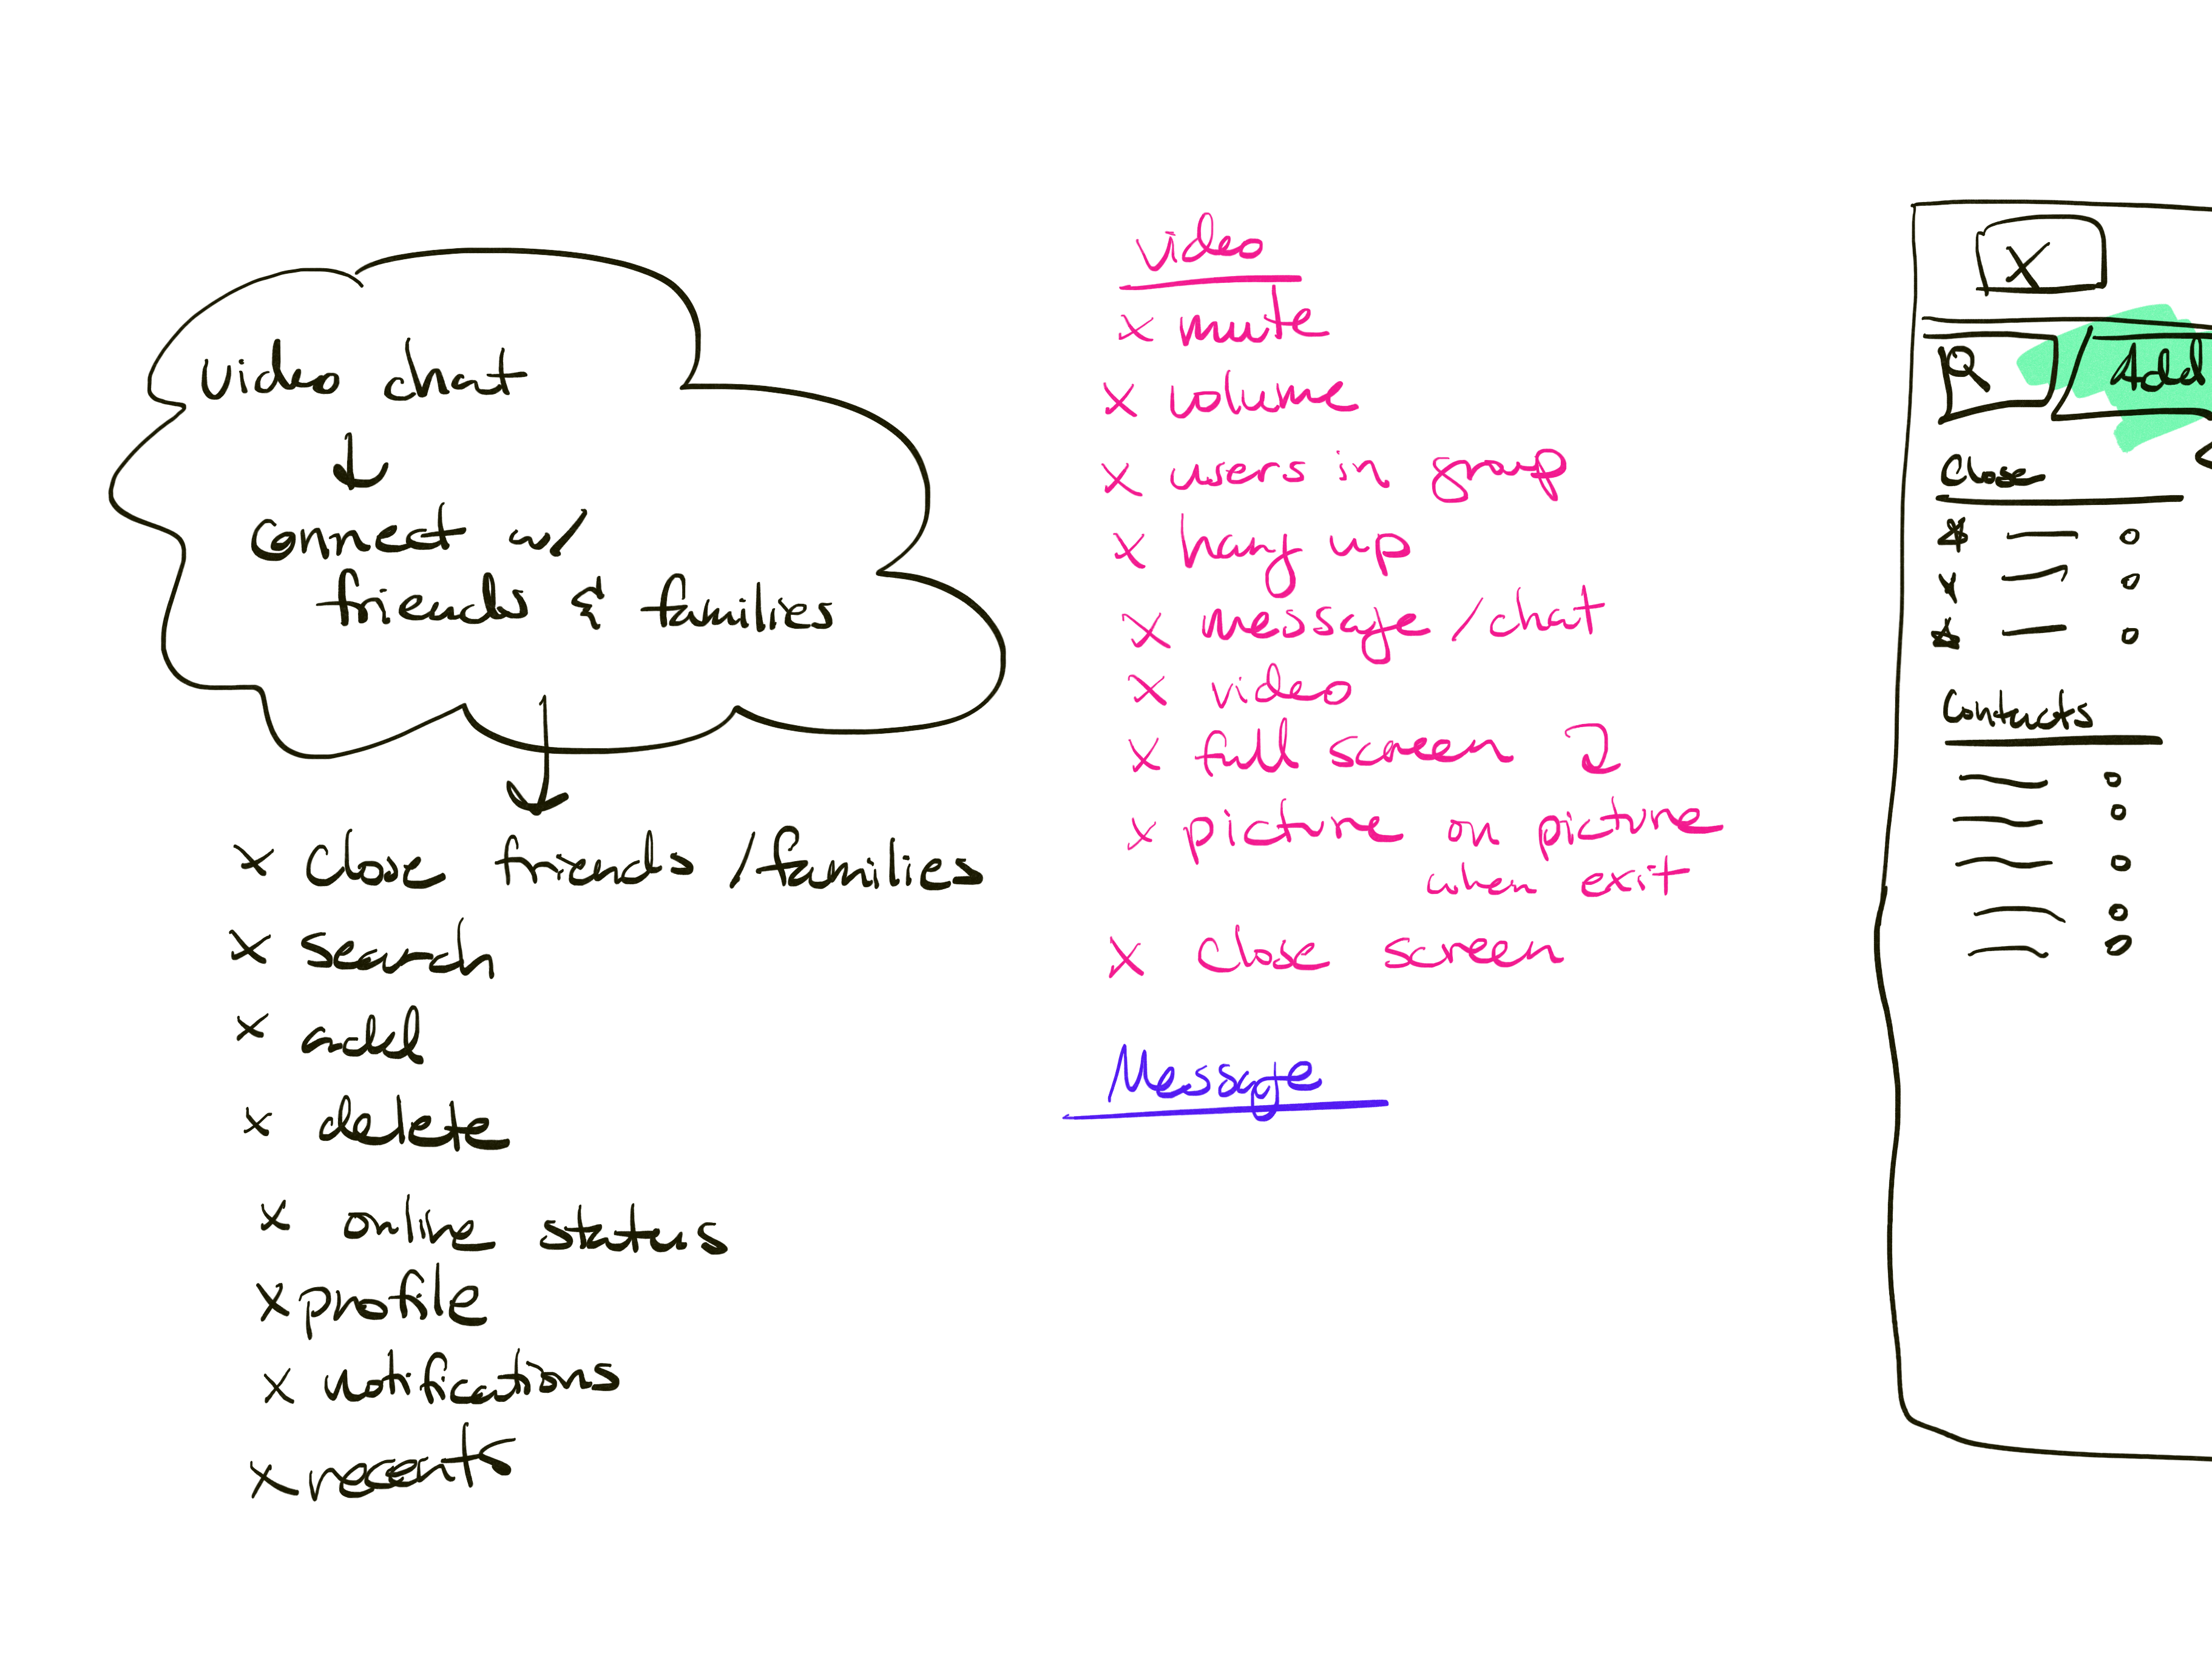 Video chat
↓
Connect w/
friends & families
x Close friends / families
x search
x add
x delete
x online status
x profile
x notifications
x recents
video
x mute
x volume
x users in group
x hang up
x message / chat
x video
x full screen
x picture on picture
when exit
x Close screen
Message
X
Add
Close
Contacts